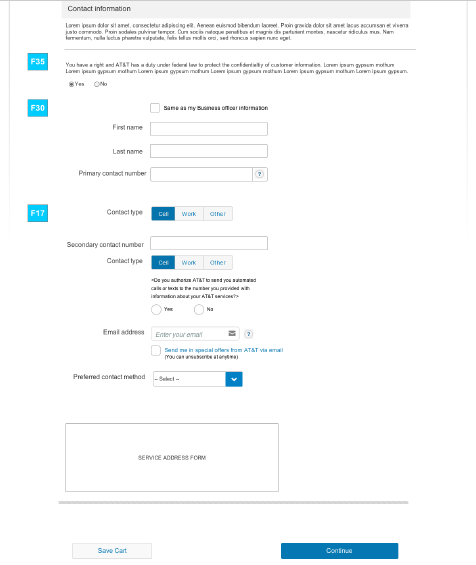 Contact information
Lorem ipsum dolor sit amet, consectetur adipiscing elit. Aenean euismod bibendum laoreet. Proin gravida dolor sit amet lacus accumsan et viverra
justo commodo. Proin sodales pulvinar tempor. Cum sociis natoque penatibus et magnis dis parturient montes, nascetur ridiculus mus. Nam
fermentum, nulla luctus pharetra vulputate, felis tellus mollis orci, sed rhoncus sapien nunc eget.
F35
You have a right and AT&T has a duty under federal law to protect the confidentiality of customer information. Lorem ipsum gypsum mothum
Lorem ipsum gypsym mothum Lorem ipsum gypsum mothum Lorem ipsum gypsum mothum Lorem ipsum gypsum mothum Lorem ipsum gypsum.
Yes No
F30
Same as my Business officer information
First name
Last name
Primary contact number ?
F17
Contact type Cell Work Other
Secondary contact number
Contact type Cell Work Other
<Do you authorize AT&T to send you automated
calls or texts to the number you provided with
information about your AT&T services?>
Yes No
Email address Enter your email ?
Send me in special offers from AT&T via email
(You can unsubscribe at anytime)
Preferred contact method -- Select --
SERVICE ADDRESS FORM
Save Cart Continue